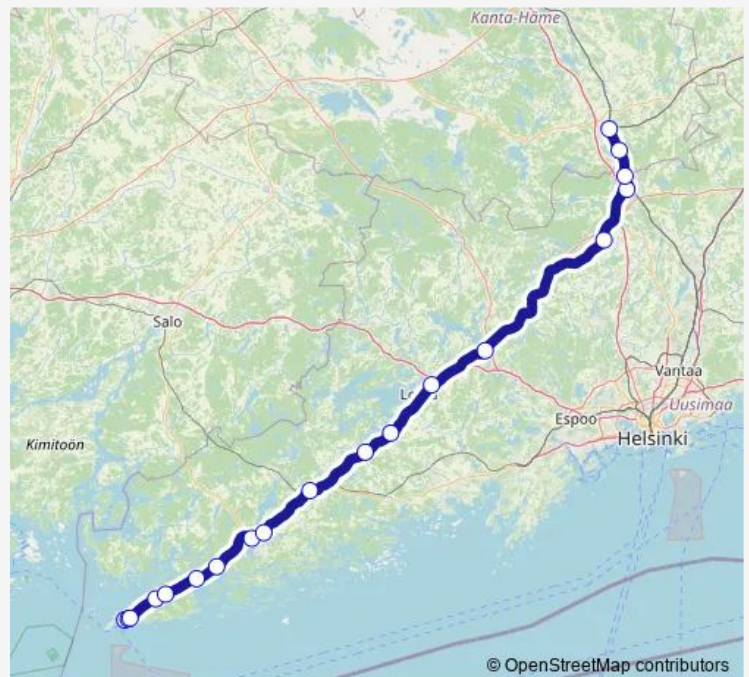 Kanta-Häme
Salo
Vantaa
Espoo
Uusimaa
Helsinki
Kimitoön
© OpenStreetMap contributors